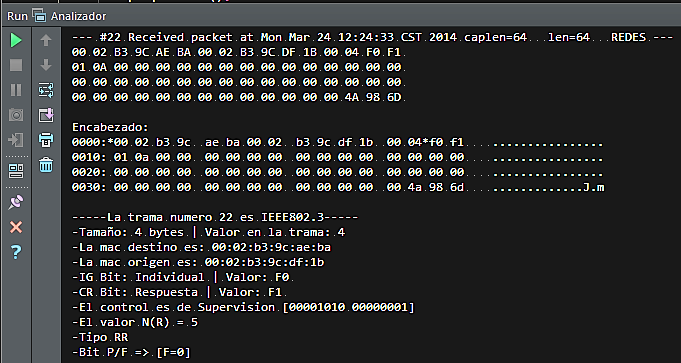 Run Analizador
--- #22 Received packet at Mon Mar 24 12:24:33 CST 2014 caplen=64 len=64 REDES ---
00 02 B3 9C AE BA 00 02 B3 9C DF 1B 00 04 F0 F1
01 0A 00 00 00 00 00 00 00 00 00 00 00 00 00 00
00 00 00 00 00 00 00 00 00 00 00 00 00 00 00 00
00 00 00 00 00 00 00 00 00 00 00 00 00 4A 98 6D
Encabezado:
0000:*00 02 b3 9c ae ba 00 02 b3 9c df 1b 00 04*f0 f1 ................
0010: 01 0a 00 00 00 00 00 00 00 00 00 00 00 00 00 00 ................
0020: 00 00 00 00 00 00 00 00 00 00 00 00 00 00 00 00 ................
0030: 00 00 00 00 00 00 00 00 00 00 00 00 00 4a 98 6d .............J.m
-----La trama numero 22 es IEEE802.3-----
-Tamaño: 4 bytes | Valor en la trama: 4
-La mac destino es: 00:02:b3:9c:ae:ba
-La mac origen es: 00:02:b3:9c:df:1b
-IG Bit: Individual | Valor: F0
-CR Bit: Respuesta | Valor: F1
-El control es de Supervision [00001010 00000001]
-El valor N(R) = 5
-Tipo RR
-Bit P/F => [F=0]